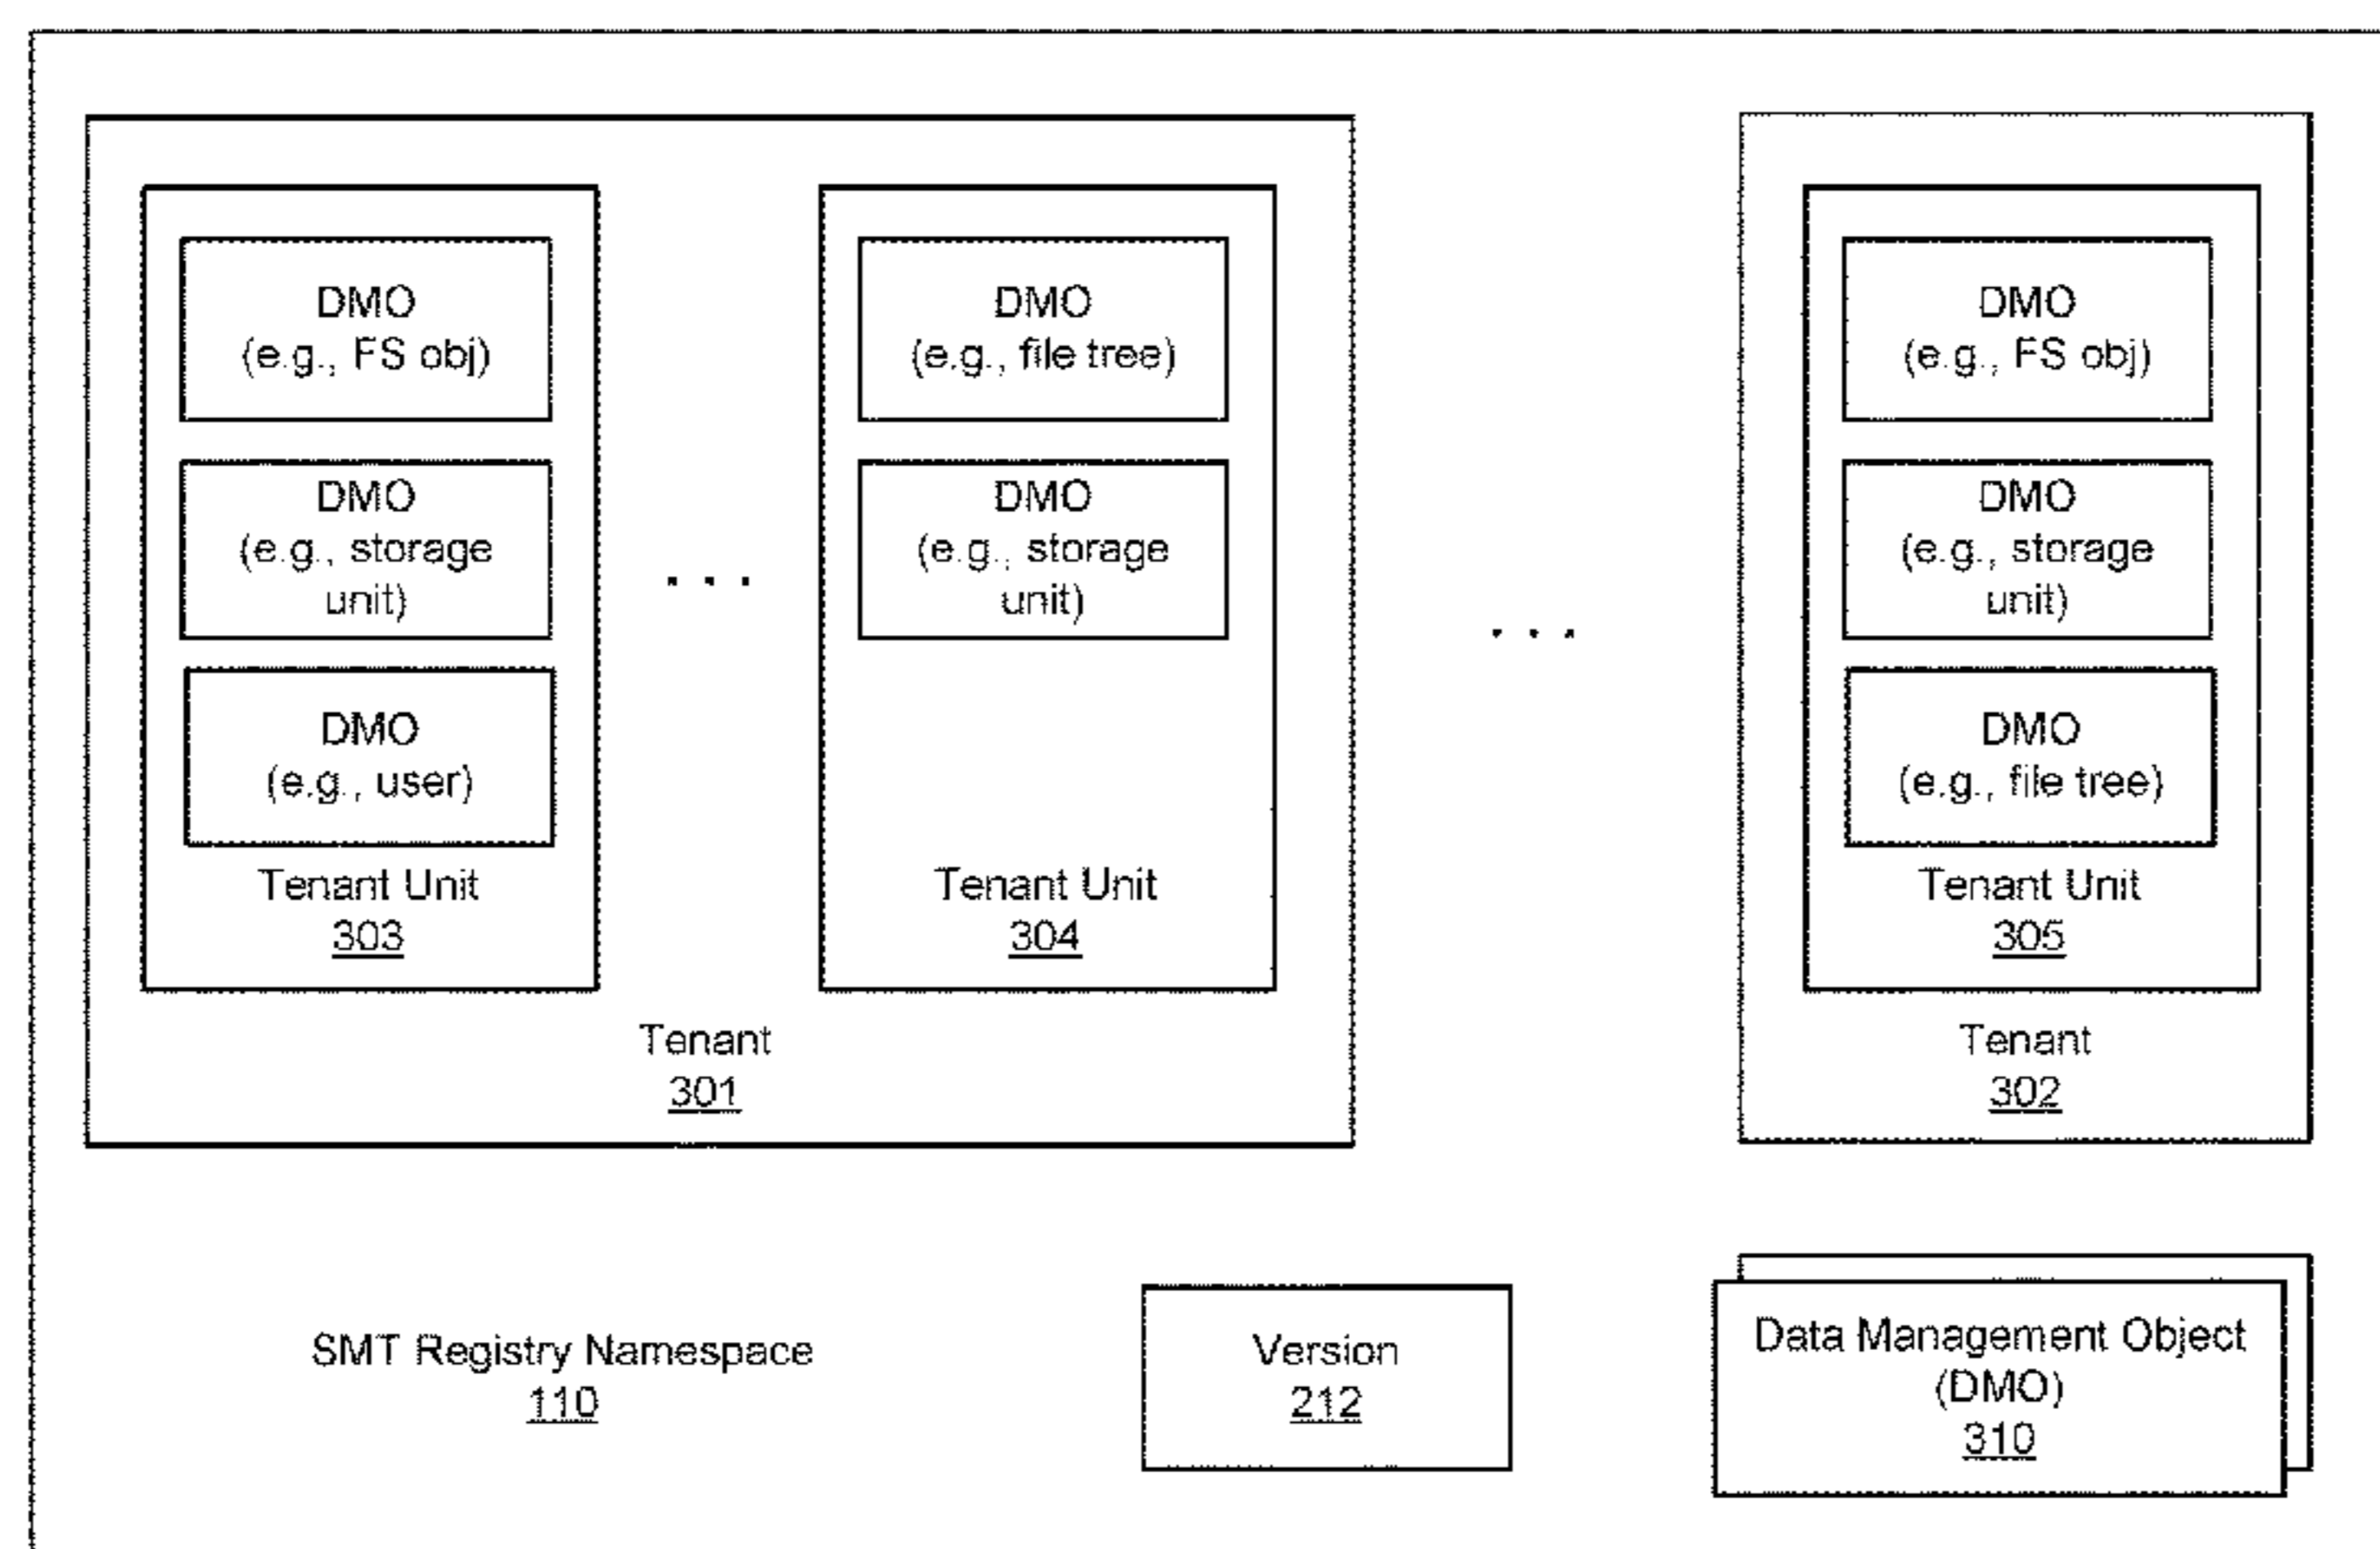 DMO
(e.g., FS obj)
DMO
(e.g., storage
unit)
DMO
(e.g., user)
Tenant Unit
303
. . .
DMO
(e.g., file tree)
DMO
(e.g., storage
unit)
Tenant Unit
304
Tenant
301
. . .
DMO
(e.g., FS obj)
DMO
(e.g., storage
unit)
DMO
(e.g., file tree)
Tenant Unit
305
Tenant
302
SMT Registry Namespace
110
Version
212
Data Management Object
(DMO)
310